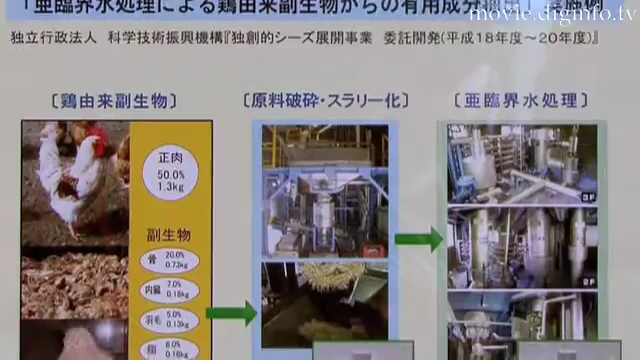 「亜臨界水処理による鶏由来副生物からの有用成分抽出」
movie.diginfo.tv
独立行政法人 科学技術振興機構『独創的シーズ展開事業 委託開発(平成18年度〜20年度)』
〔鶏由来副生物〕
〔原料破砕・スラリー化〕
〔亜臨界水処理〕
正肉
50.0%
1.3kg
副生物
骨 20.0%
0.73kg
内臓 7.0%
0.18kg
羽毛 5.0%
0.13kg
脂 6.0%
0.16kg
3F
2F